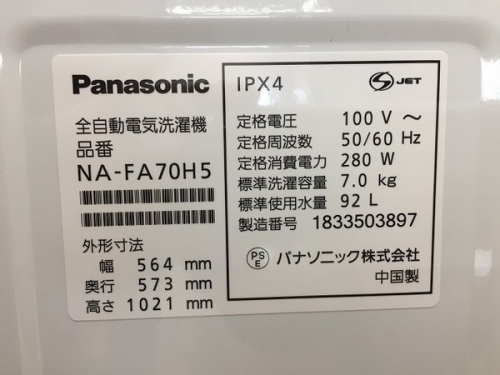 Panasonic
全自動電気洗濯機
品番
NA-FA70H5
外形寸法
幅 564 mm
奥行 573 mm
高さ 1021 mm
IPX4
S JET
定格電圧 100 V ～
定格周波数 50/60 Hz
定格消費電力 280 W
標準洗濯容量 7.0 kg
標準使用水量 92 L
製造番号 1833503897
PS
E
パナソニック株式会社
中国製